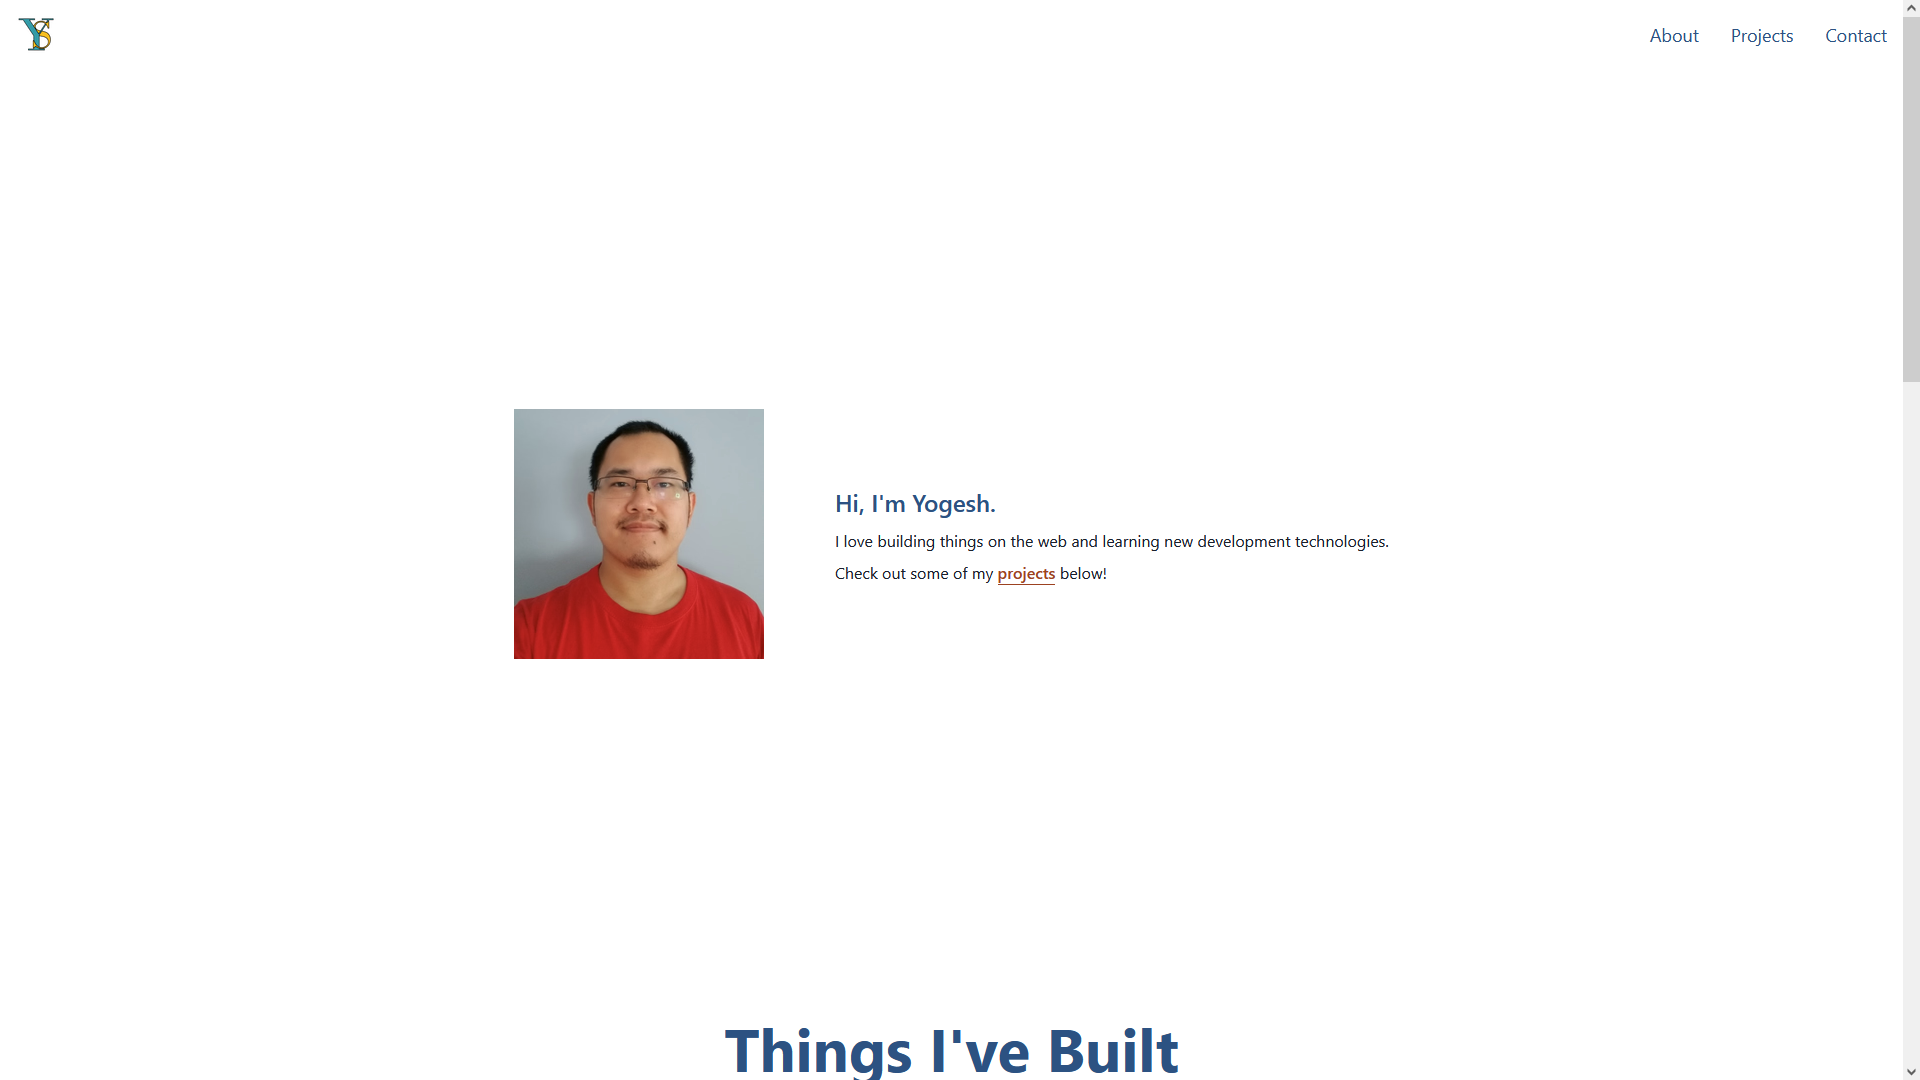 YS
About Projects Contact
Hi, I'm Yogesh.
I love building things on the web and learning new development technologies.
Check out some of my projects below!
Things I've Built